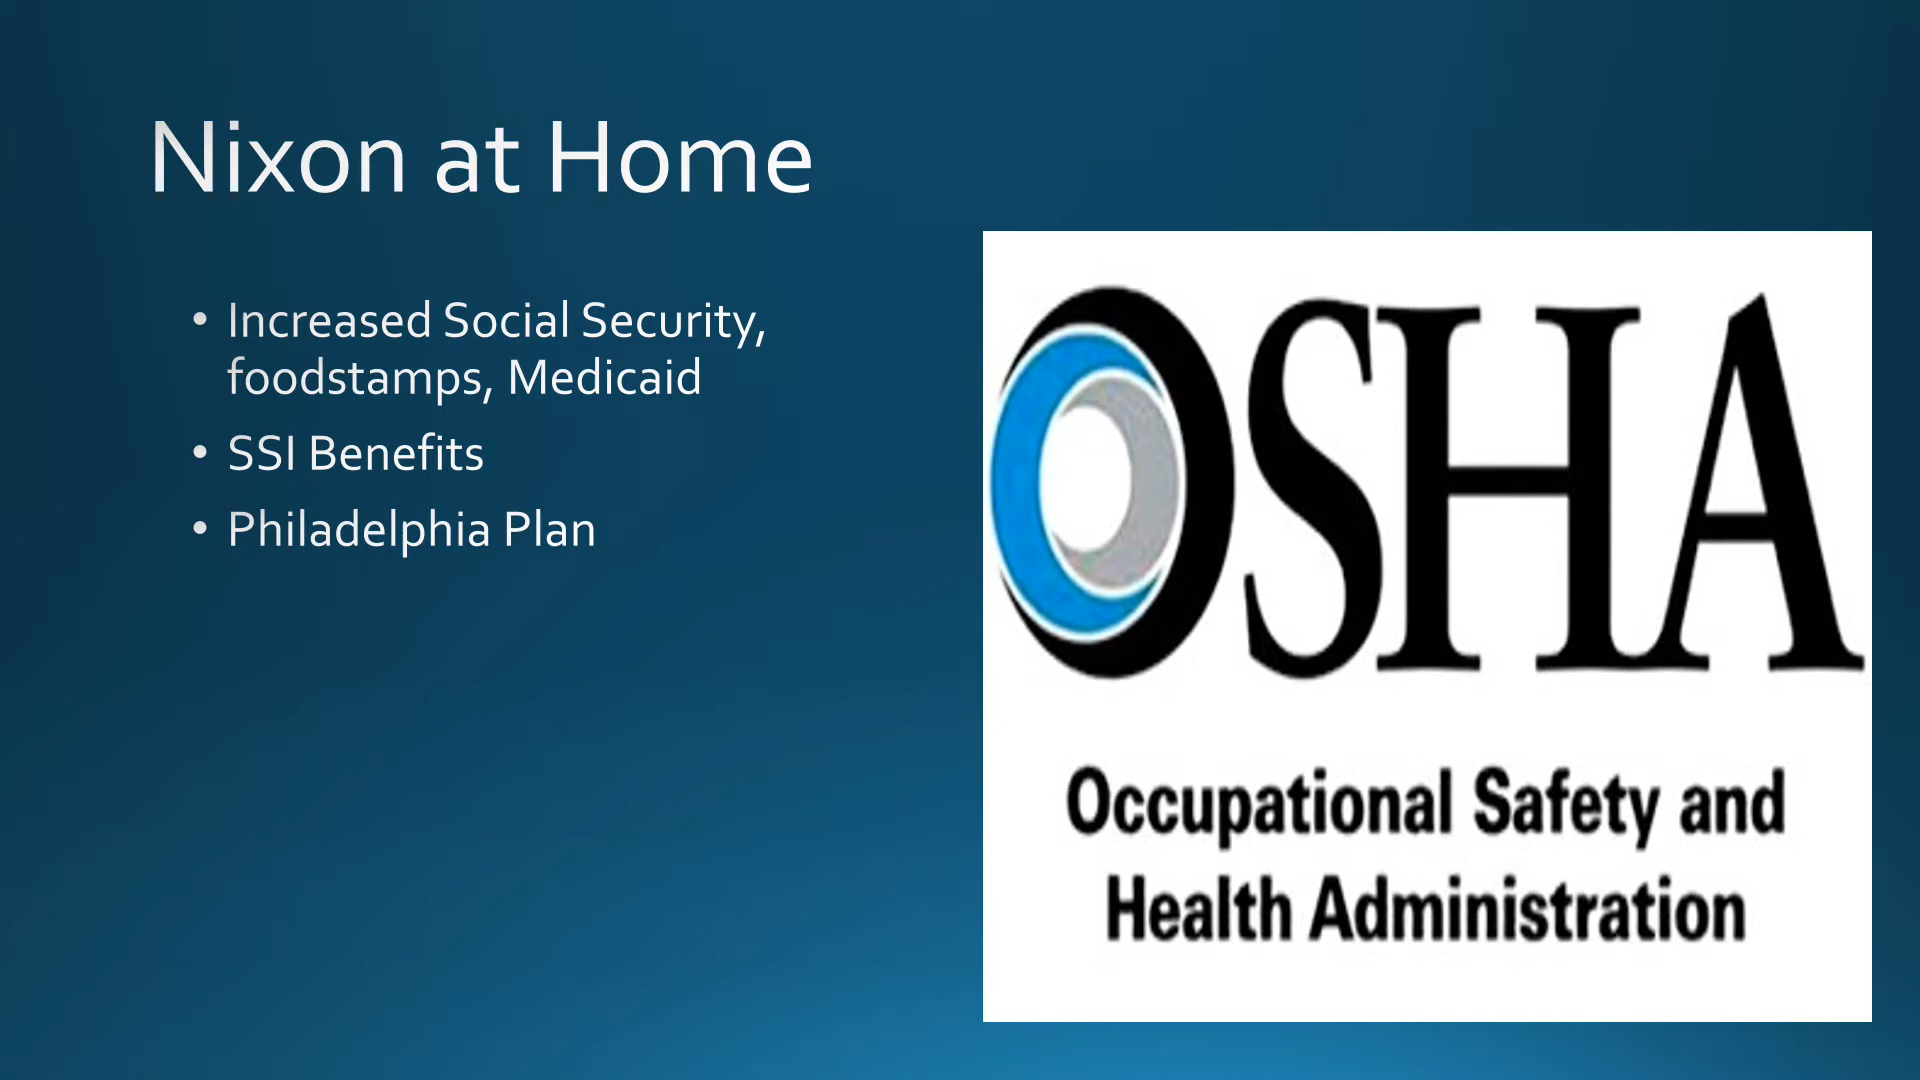 Nixon at Home
• Increased Social Security,
foodstamps, Medicaid
• SSI Benefits
• Philadelphia Plan
OSHA
Occupational Safety and
Health Administration